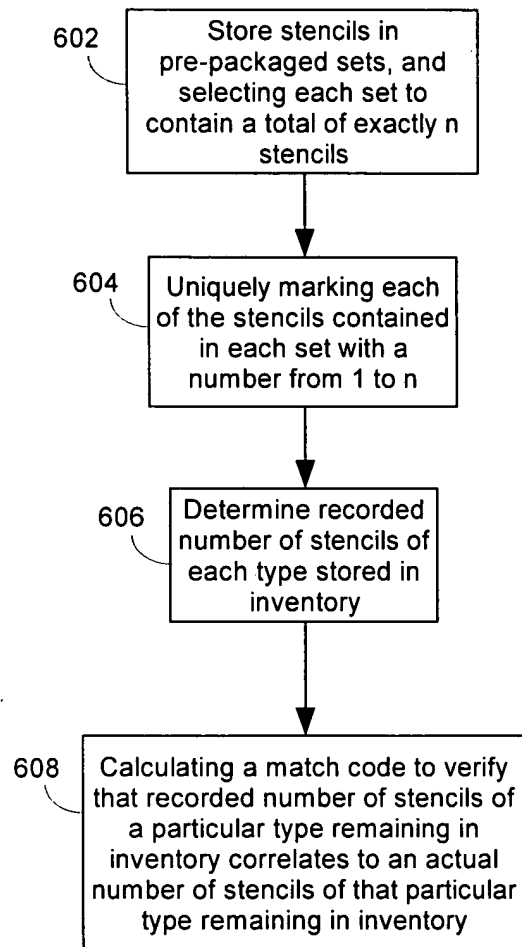 602
Store stencils in
pre-packaged sets, and
selecting each set to
contain a total of exactly n
stencils
604
Uniquely marking each
of the stencils contained
in each set with a
number from 1 to n
606
Determine recorded
number of stencils of
each type stored in
inventory
608
Calculating a match code to verify
that recorded number of stencils of
a particular type remaining in
inventory correlates to an actual
number of stencils of that particular
type remaining in inventory